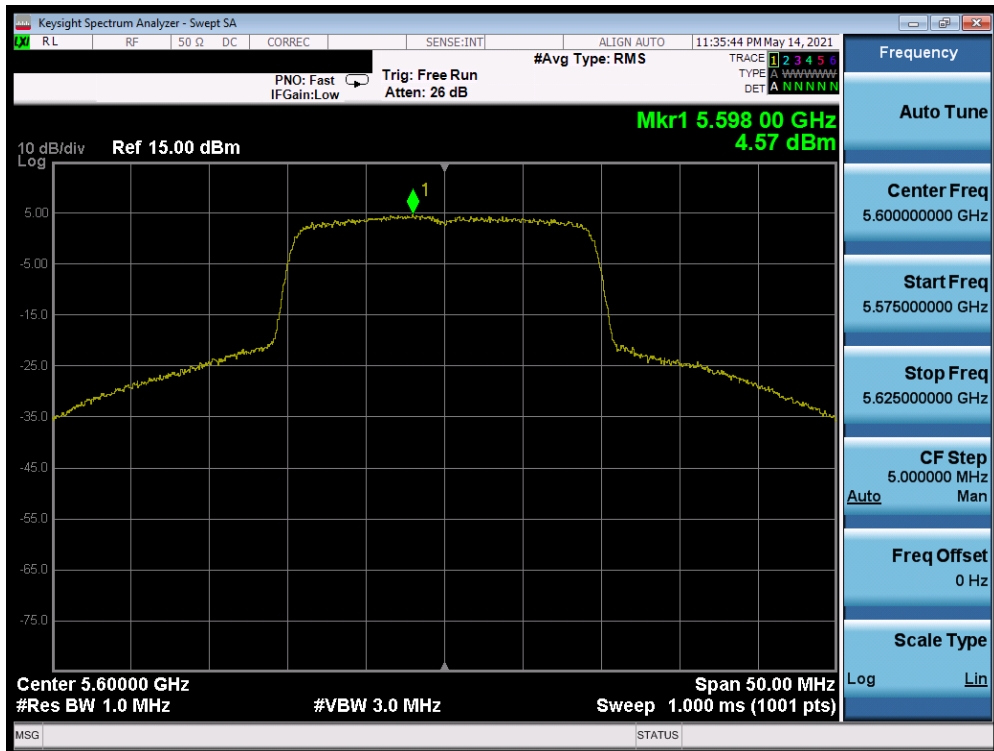 Keysight Spectrum Analyzer - Swept SA
LXI RL RF 50 Ω DC CORREC SENSE:INT ALIGN AUTO 11:35:44 PM May 14, 2021
#Avg Type: RMS
TRACE 1 2 3 4 5 6
TYPE A WWWWW
DET A N N N N N
PNO: Fast
IFGain:Low
Trig: Free Run
Atten: 26 dB
Mkr1 5.598 00 GHz
4.57 dBm
10 dB/div
Log
Ref 15.00 dBm
1
5.00
-5.00
-15.0
-25.0
-35.0
-45.0
-55.0
-65.0
-75.0
Center 5.60000 GHz
Span 50.00 MHz
#Res BW 1.0 MHz
#VBW 3.0 MHz
Sweep 1.000 ms (1001 pts)
MSG
STATUS
Frequency
Auto Tune
Center Freq
5.600000000 GHz
Start Freq
5.575000000 GHz
Stop Freq
5.625000000 GHz
CF Step
5.000000 MHz
Auto Man
Freq Offset
0 Hz
Scale Type
Log Lin